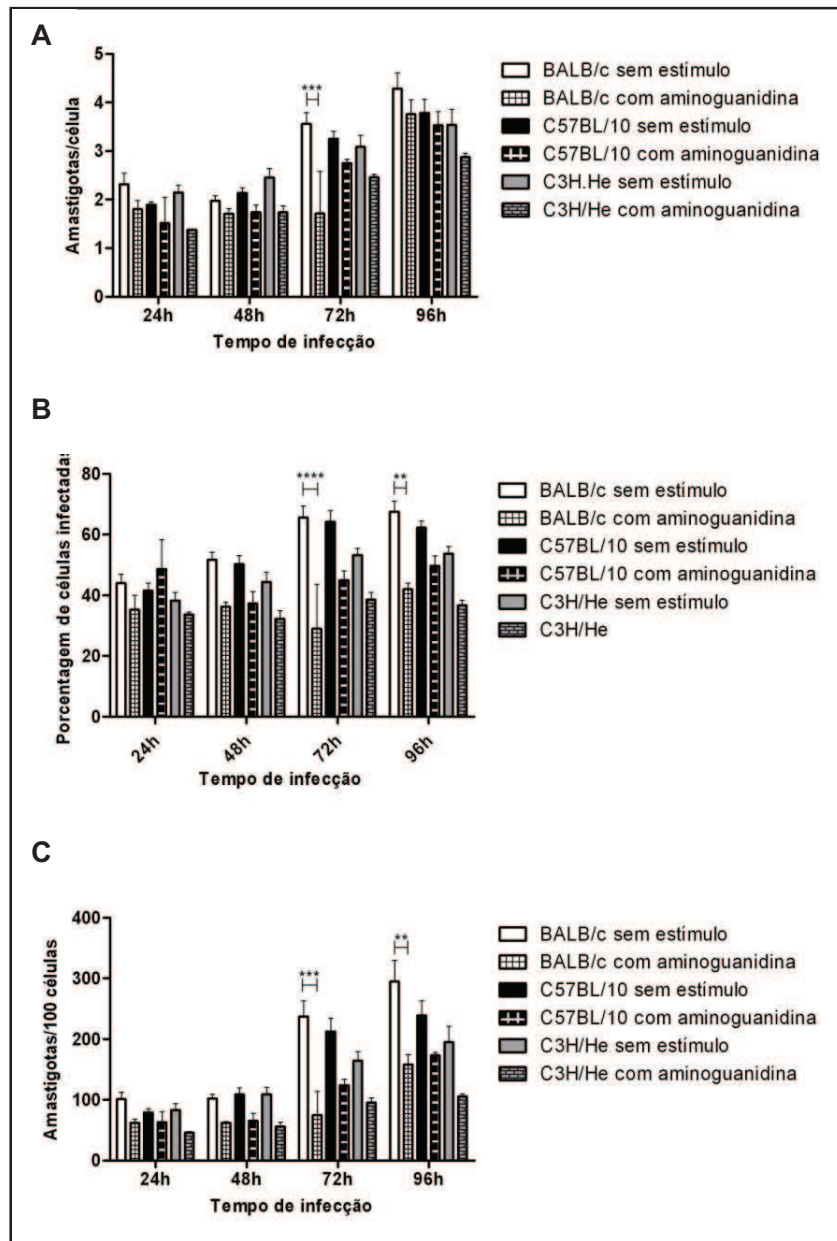 A
5
4
3
2
1
0
Amastigotas/célula
***
24h 48h 72h 96h
Tempo de infecção
BALB/c sem estímulo
BALB/c com aminoguanidina
C57BL/10 sem estímulo
C57BL/10 com aminoguanidina
C3H.He sem estímulo
C3H/He com aminoguanidina
B
80
60
40
20
0
Porcentagem de células infectadas
**** **
24h 48h 72h 96h
Tempo de infecção
BALB/c sem estímulo
BALB/c com aminoguanidina
C57BL/10 sem estímulo
C57BL/10 com aminoguanidina
C3H/He sem estímulo
C3H/He
C
400
300
200
100
0
Amastigotas/100 células
*** **
24h 48h 72h 96h
Tempo de infecção
BALB/c sem estímulo
BALB/c com aminoguanidina
C57BL/10 sem estímulo
C57BL/10 com aminoguanidina
C3H/He sem estímulo
C3H/He com aminoguanidina